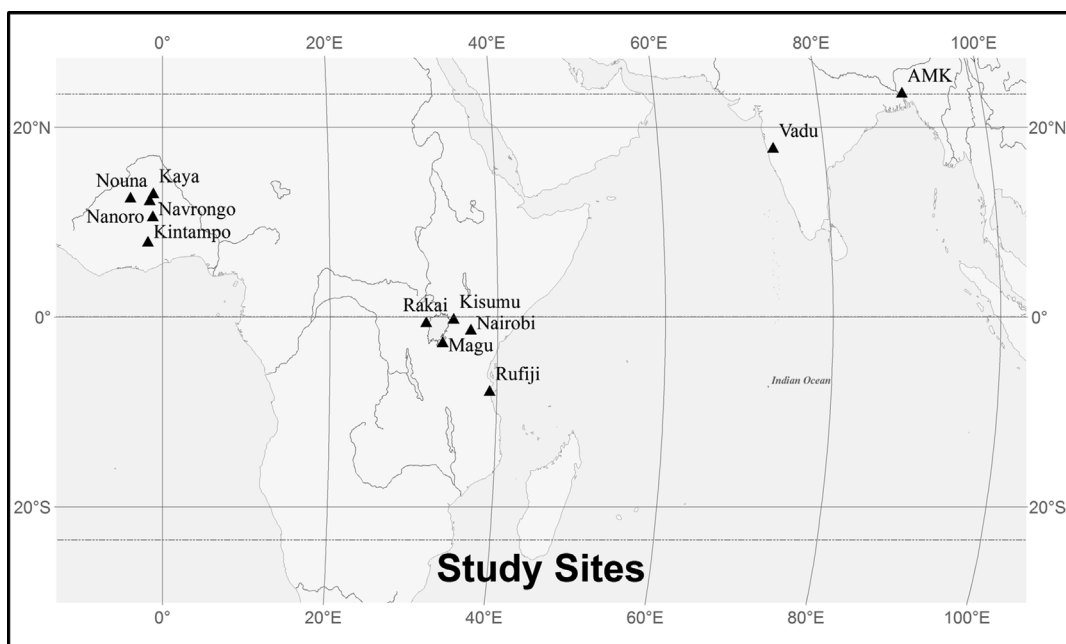 0° 20°E 40°E 60°E 80°E 100°E
AMK
20°N 20°N
Vadu
Nouna Kaya
Nanoro Navrongo
Kintampo
Rakai Kisumu
0° 0°
Nairobi
Magu
Rufiji
Indian Ocean
20°S 20°S
Study Sites
0° 20°E 40°E 60°E 80°E 100°E